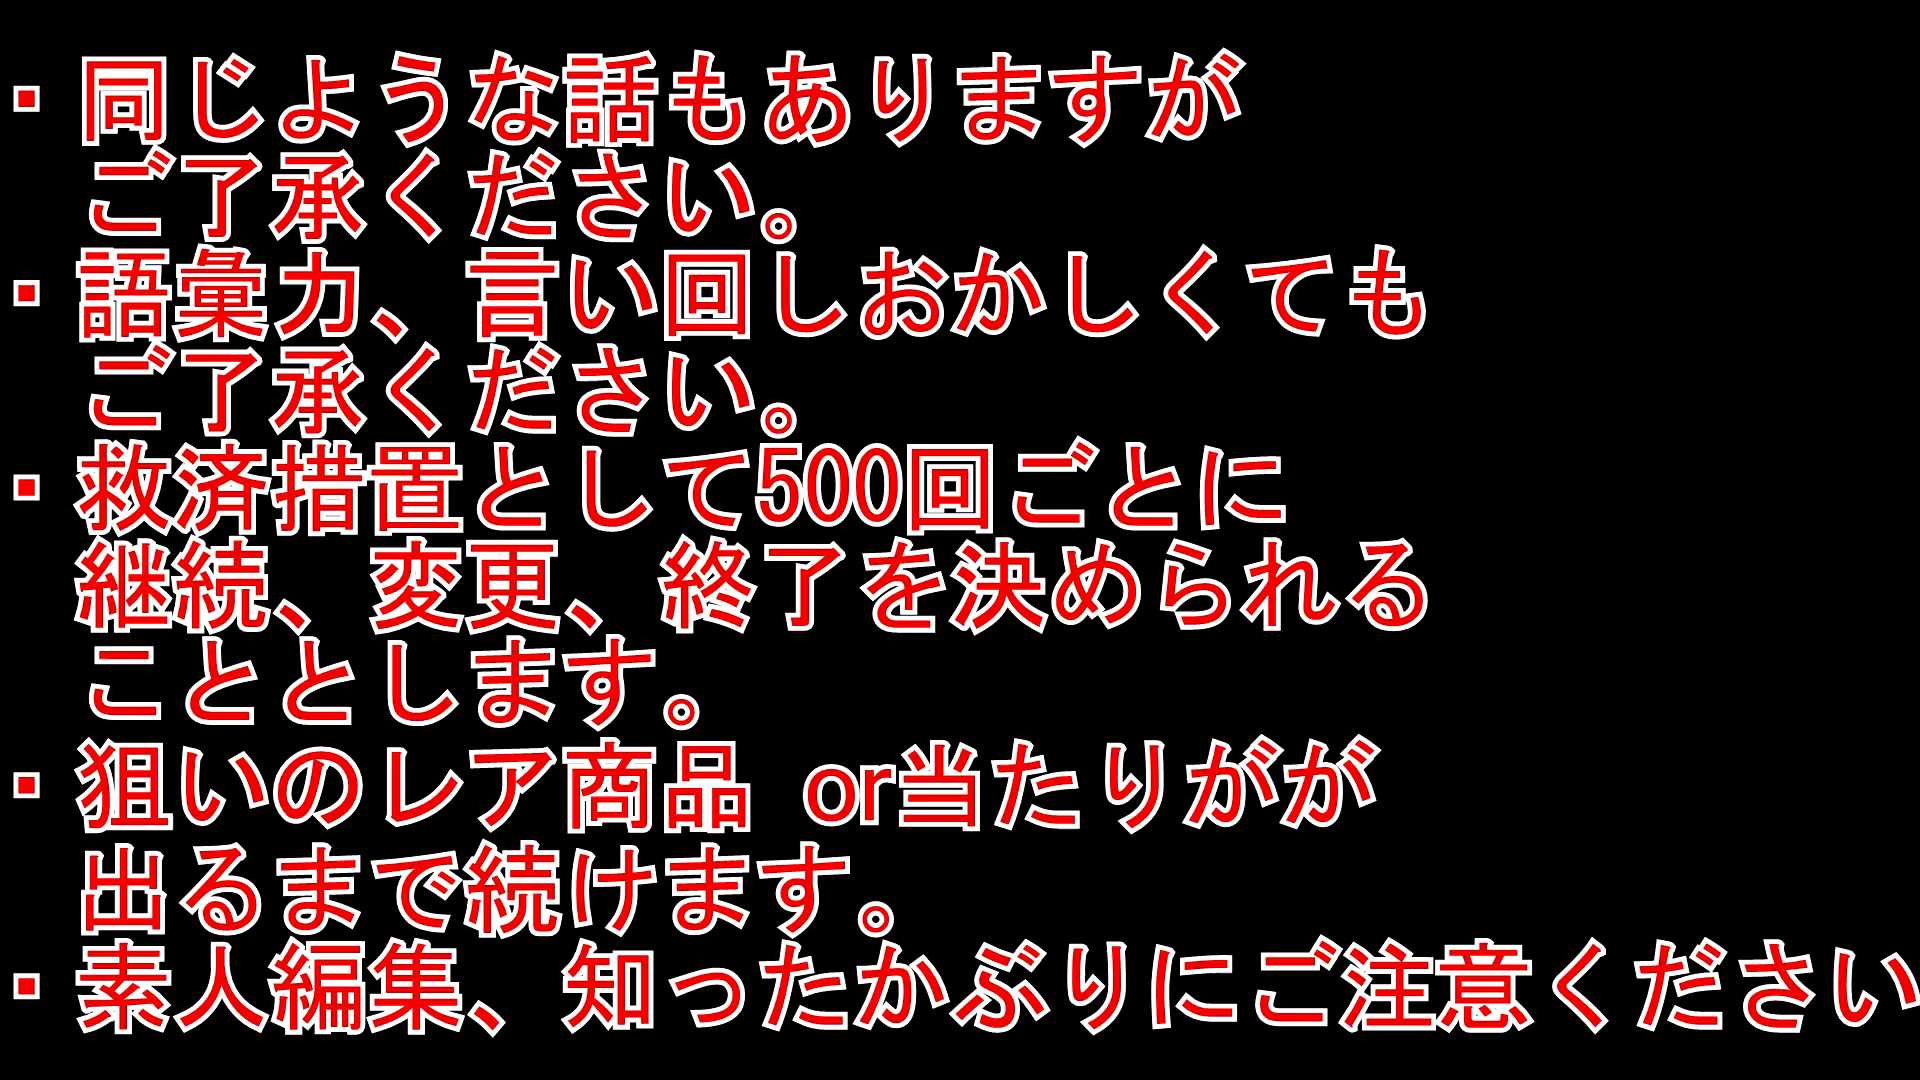 ・同じような話もありますが
ご了承ください。
・語彙力、言い回しおかしくても
ご了承ください。
・救済措置として500回ごとに
継続、変更、終了を決められる
こととします。
・狙いのレア商品 or当たりがが
出るまで続けます。
・素人編集、知ったかぶりにご注意ください